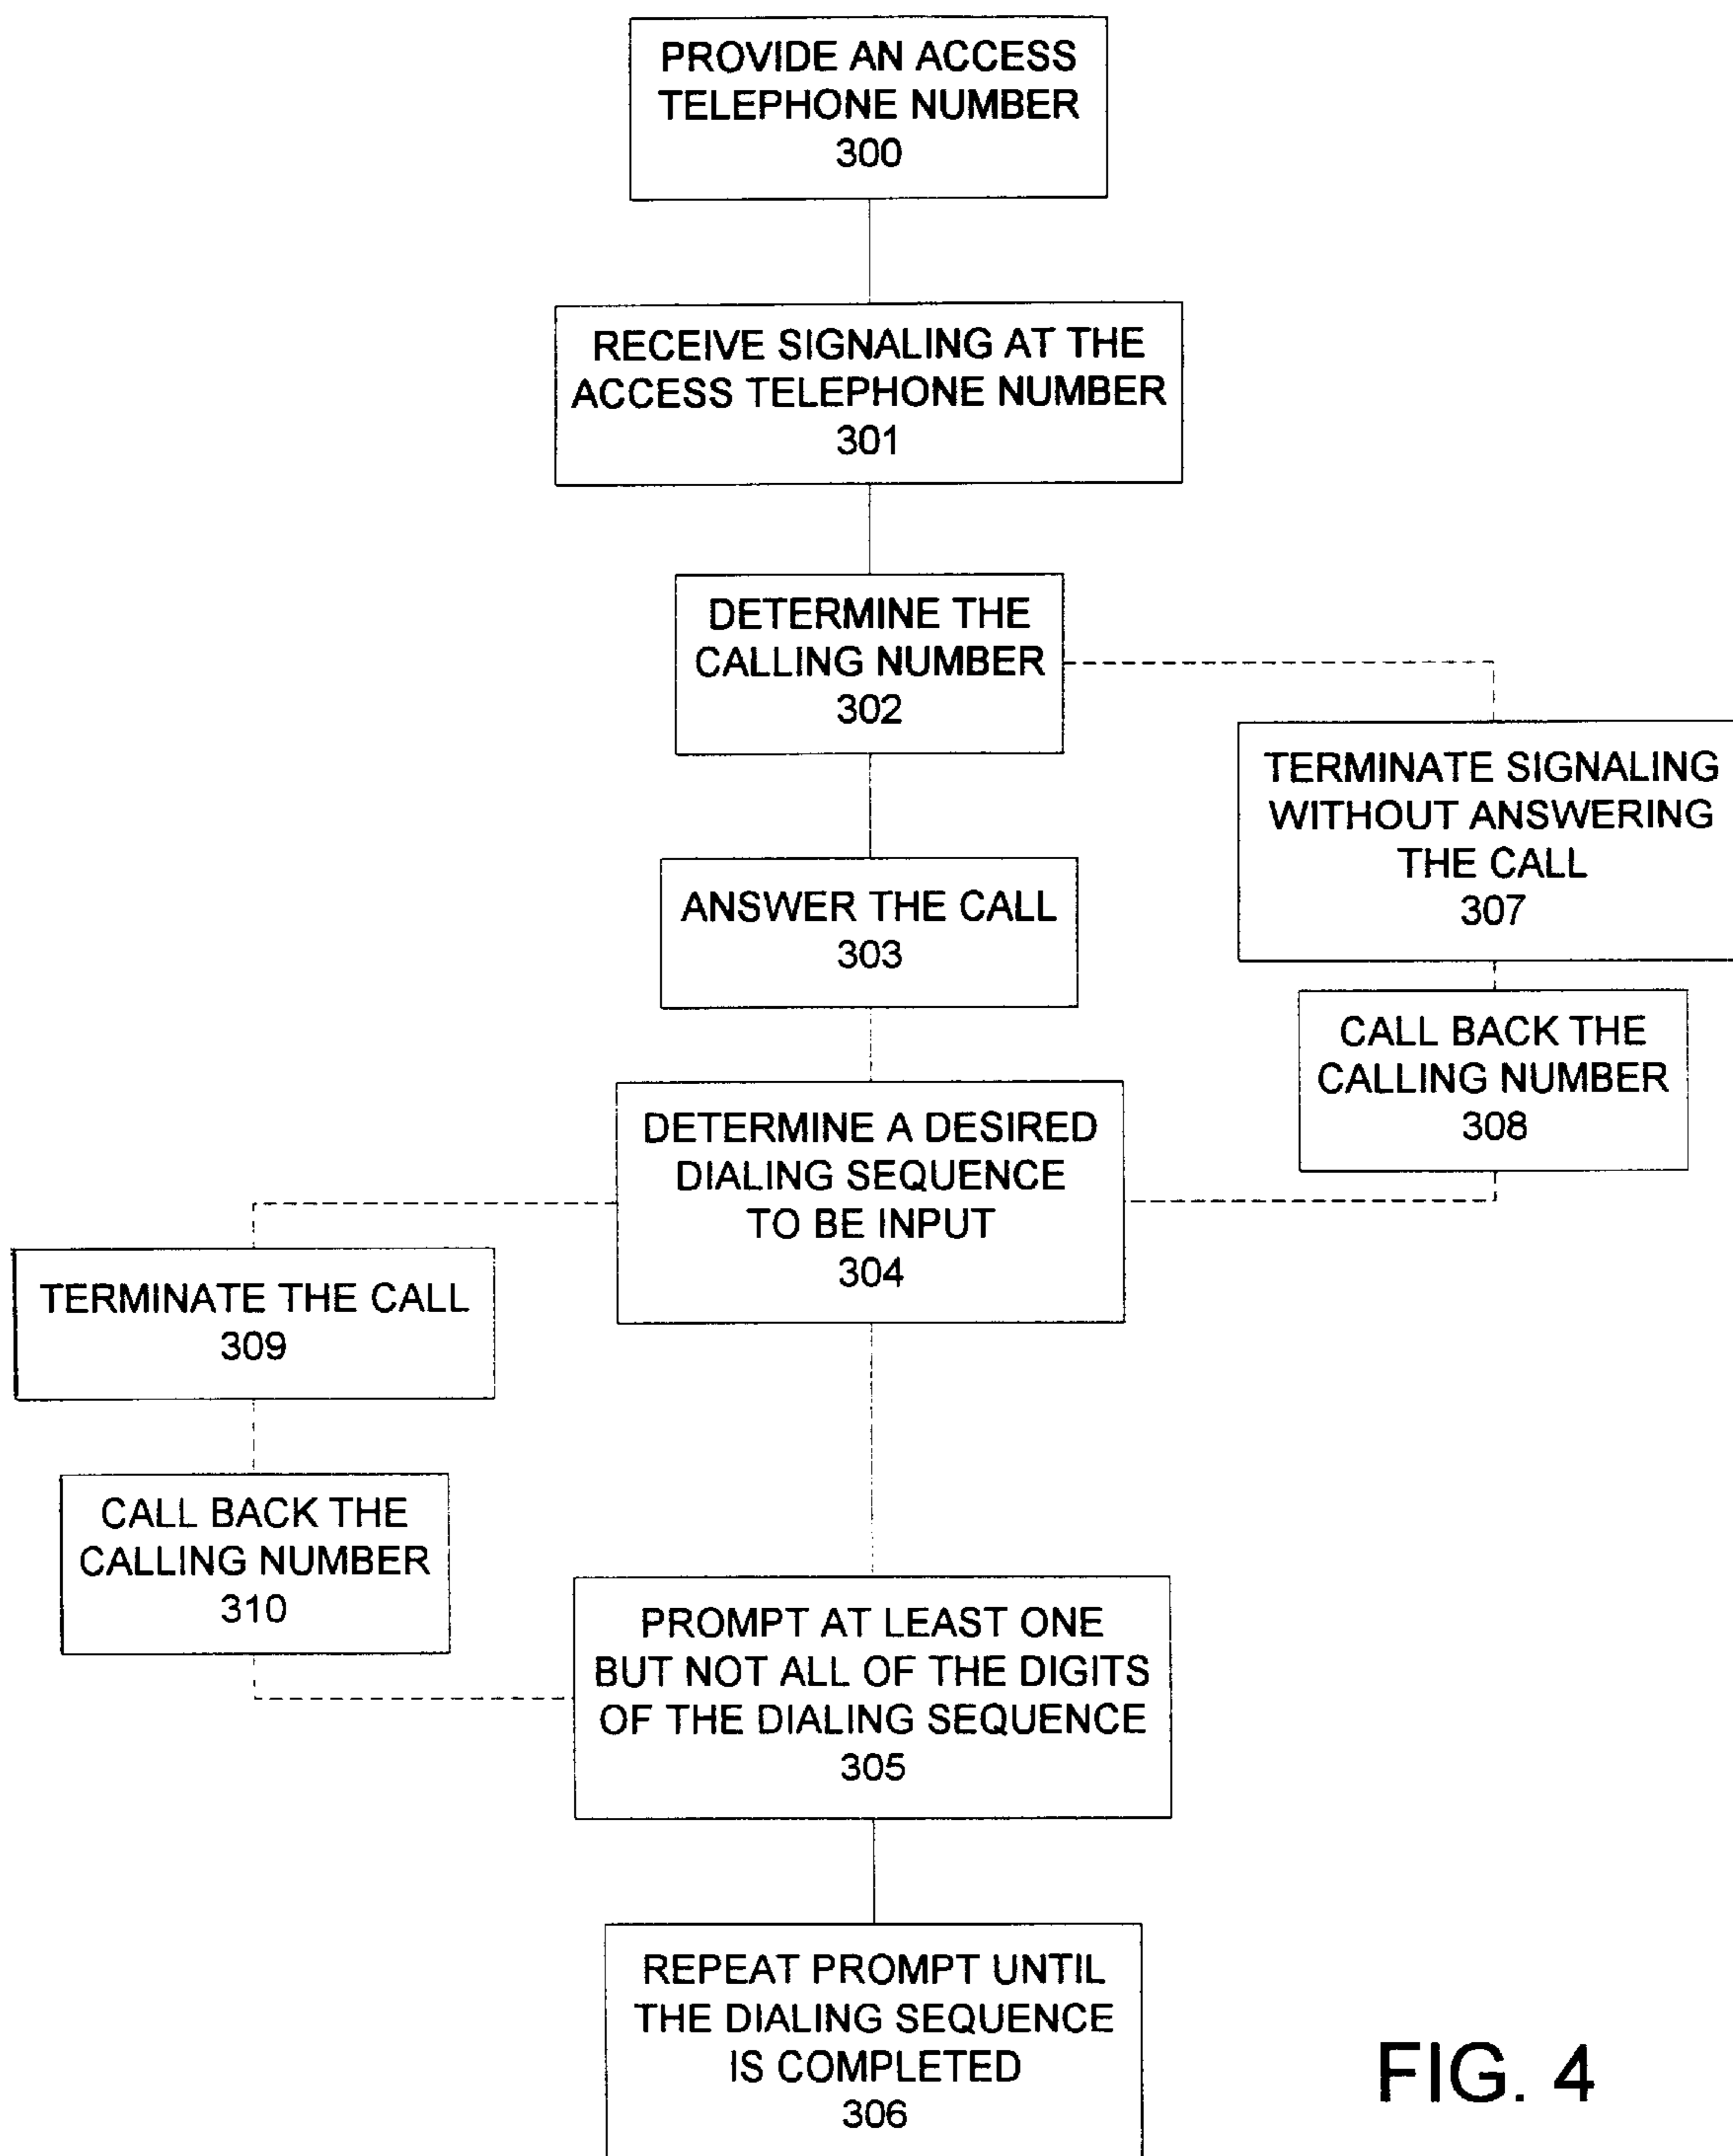 PROVIDE AN ACCESS
TELEPHONE NUMBER
300
RECEIVE SIGNALING AT THE
ACCESS TELEPHONE NUMBER
301
DETERMINE THE
CALLING NUMBER
302
TERMINATE SIGNALING
WITHOUT ANSWERING
THE CALL
307
ANSWER THE CALL
303
CALL BACK THE
CALLING NUMBER
308
DETERMINE A DESIRED
DIALING SEQUENCE
TO BE INPUT
304
TERMINATE THE CALL
309
CALL BACK THE
CALLING NUMBER
310
PROMPT AT LEAST ONE
BUT NOT ALL OF THE DIGITS
OF THE DIALING SEQUENCE
305
REPEAT PROMPT UNTIL
THE DIALING SEQUENCE
IS COMPLETED
306
FIG. 4